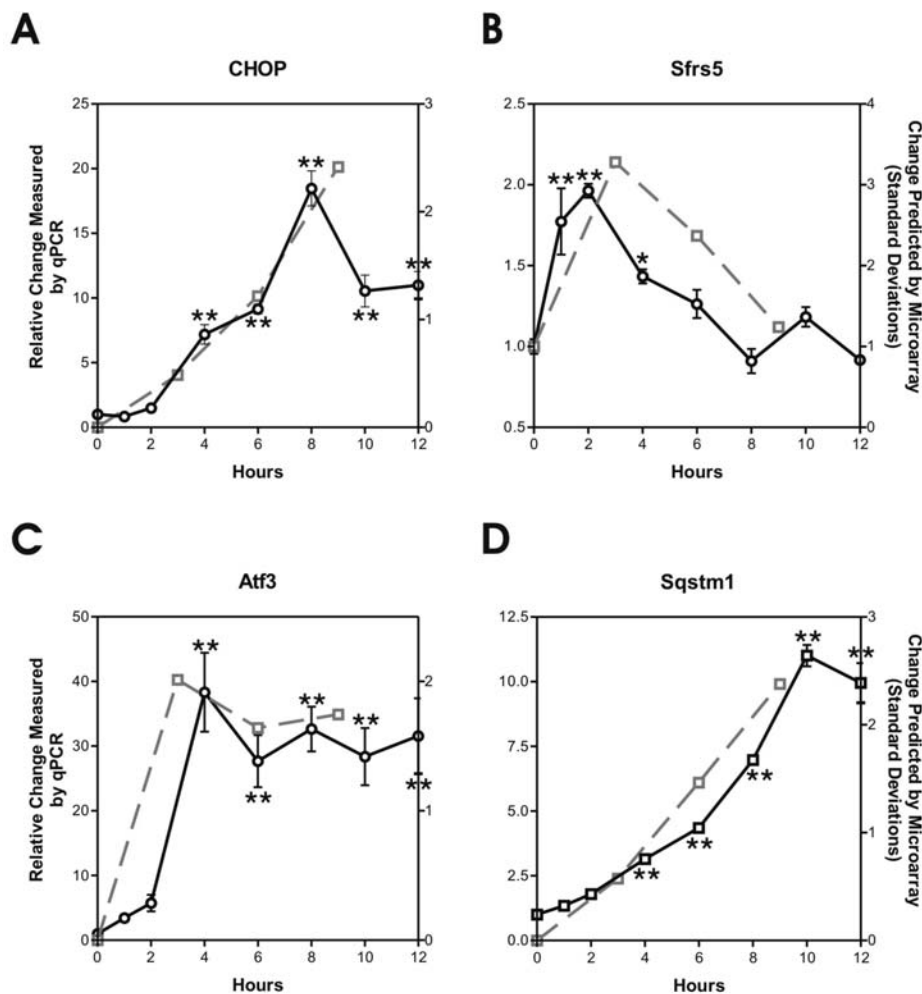 A
B
CHOP
Sfrs5
25
20
15
10
5
0
3
2
1
0
2.5
2.0
1.5
1.0
0.5
4
3
2
1
0
** ** ** ** **
** ** *
Relative Change Measured
by qPCR
Change Predicted by Microarray
(Standard Deviations)
0 2 4 6 8 10 12
0 2 4 6 8 10 12
Hours
Hours
C
D
Atf3
Sqstm1
50
40
30
20
10
0
2
1
0
12.5
10.0
7.5
5.0
2.5
0.0
3
2
1
0
** ** ** ** **
** ** ** ** **
Relative Change Measured
by qPCR
Change Predicted by Microarray
(Standard Deviations)
0 2 4 6 8 10 12
0 2 4 6 8 10 12
Hours
Hours